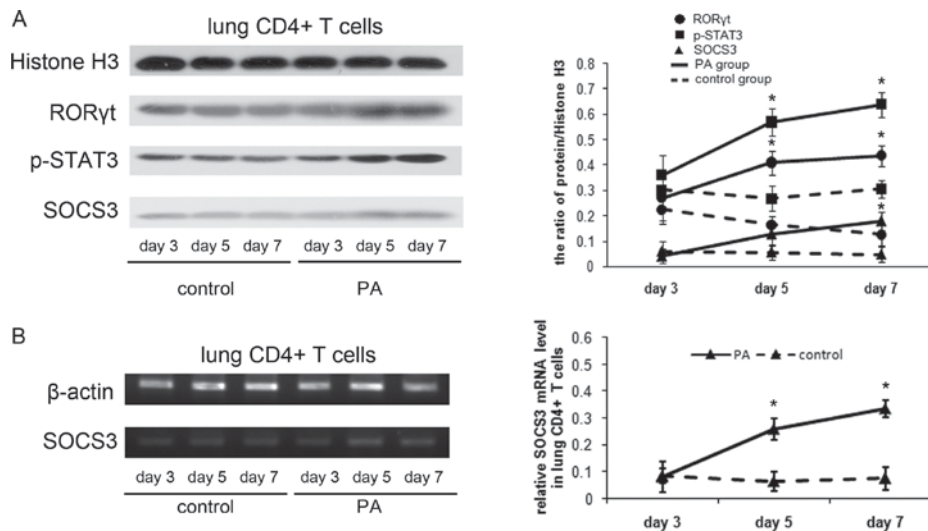 A
lung CD4+ T cells
Histone H3
RORγt
p-STAT3
SOCS3
day 3 day 5 day 7 day 3 day 5 day 7
control PA
RORγt
p-STAT3
SOCS3
PA group
control group
the ratio of protein/Histone H3
0.8
0.7
0.6
0.5
0.4
0.3
0.2
0.1
0
* * * * *
day 3 day 5 day 7
B
lung CD4+ T cells
β-actin
SOCS3
day 3 day 5 day 7 day 3 day 5 day 7
control PA
relative SOCS3 mRNA level
in lung CD4+ T cells
0.6
0.5
0.4
0.3
0.2
0.1
0.0
PA control
* *
day 3 day 5 day 7